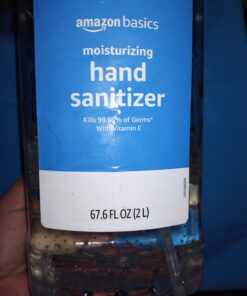 amazon basics
moisturizing
hand
sanitizer
Kills 99.99% of Germs*
With Vitamin E
67.6 FL OZ (2 L)